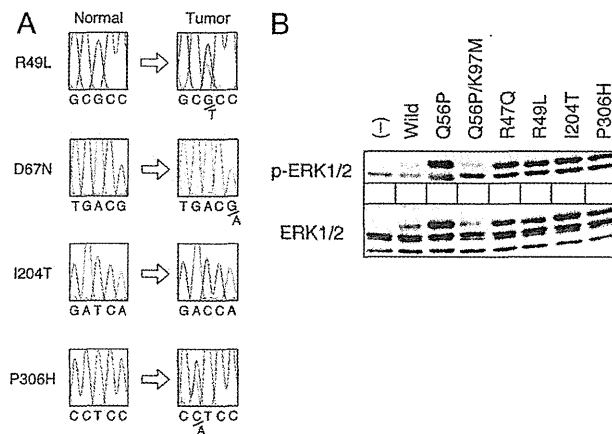 A
Normal
Tumor
R49L
GCGCC
GCGCC
T
D67N
TGACG
TGACG
A
I204T
GATCA
GACCA
P306H
CCTCC
CCTCC
A
B
(-)
Wild
Q56P
Q56P/K97M
R47Q
R49L
I204T
P306H
p-ERK1/2
ERK1/2